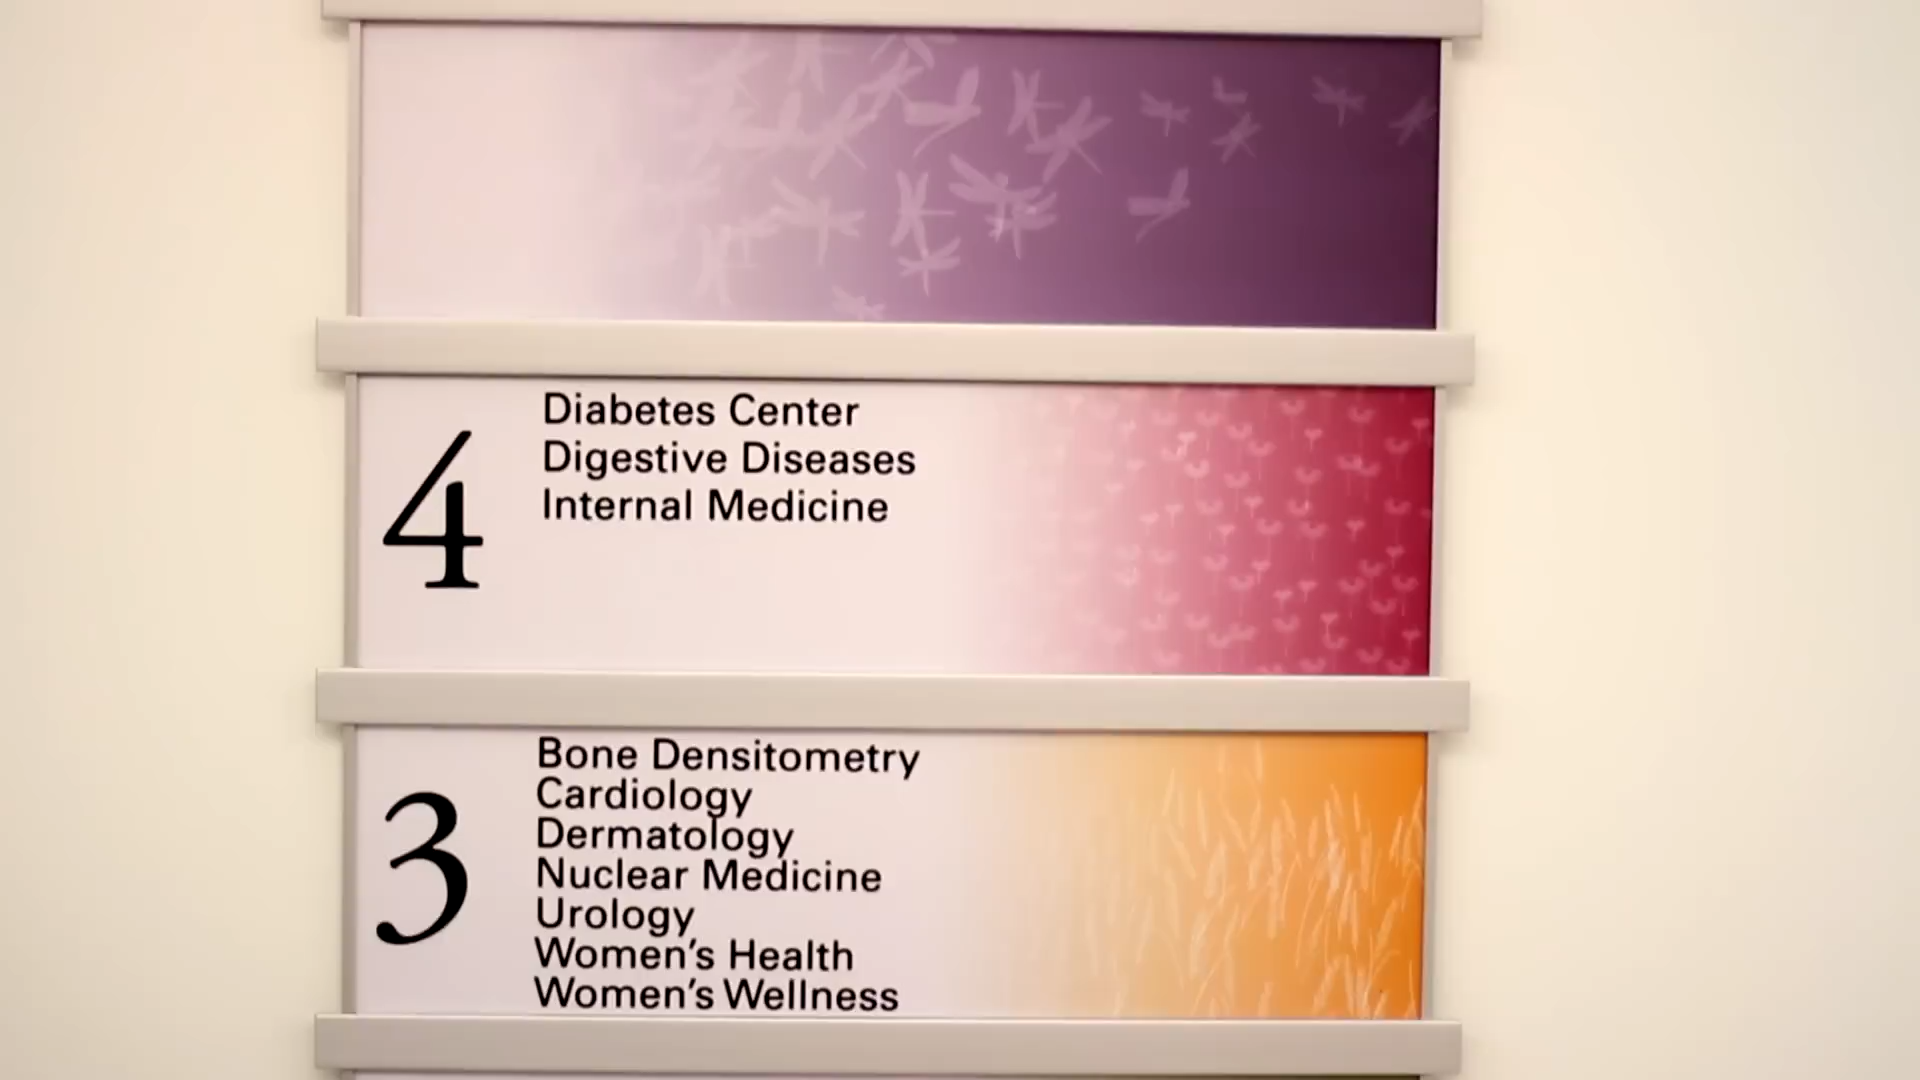 4
Diabetes Center
Digestive Diseases
Internal Medicine
3
Bone Densitometry
Cardiology
Dermatology
Nuclear Medicine
Urology
Women's Health
Women's Wellness